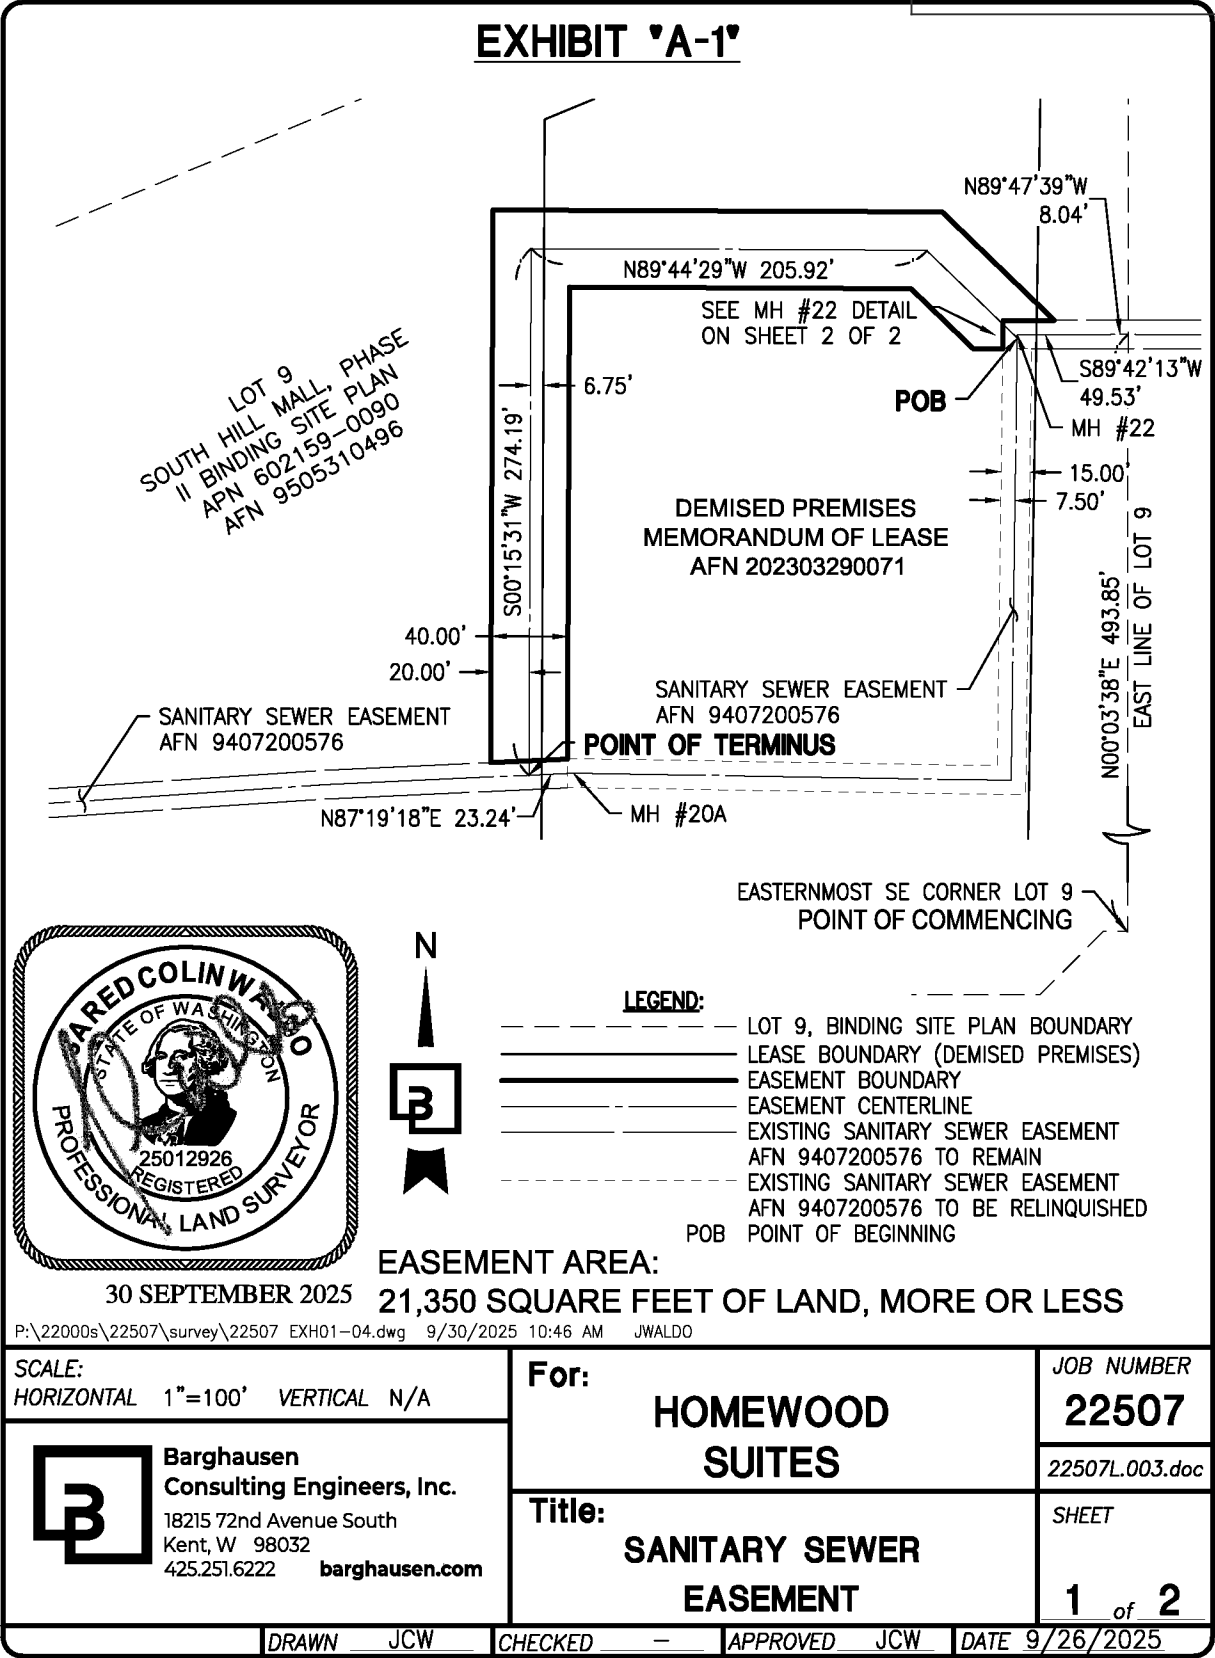 EXHIBIT "A-1"
N89°47'39"W
8.04'
N89°44'29"W 205.92'
SEE MH #22 DETAIL
ON SHEET 2 OF 2
LOT 9
SOUTH HILL MALL, PHASE
II BINDING SITE PLAN
APN 602159-0090
AFN 9505310496
6.75'
S89°42'13"W
49.53'
POB
MH #22
S00°15'31"W 274.19'
15.00'
7.50'
DEMISED PREMISES
MEMORANDUM OF LEASE
AFN 202303290071
N00°03'38"E 493.85'
EAST LINE OF LOT 9
40.00'
20.00'
SANITARY SEWER EASEMENT
AFN 9407200576
SANITARY SEWER EASEMENT
AFN 9407200576
POINT OF TERMINUS
N87°19'18"E 23.24'
MH #20A
EASTERNMOST SE CORNER LOT 9
POINT OF COMMENCING
N
LEGEND:
LOT 9, BINDING SITE PLAN BOUNDARY
LEASE BOUNDARY (DEMISED PREMISES)
EASEMENT BOUNDARY
EASEMENT CENTERLINE
EXISTING SANITARY SEWER EASEMENT
AFN 9407200576 TO REMAIN
EXISTING SANITARY SEWER EASEMENT
AFN 9407200576 TO BE RELINQUISHED
POB POINT OF BEGINNING
JARED COLIN
STATE OF WASHINGTON
25012926
REGISTERED
PROFESSIONAL LAND SURVEYOR
30 SEPTEMBER 2025
EASEMENT AREA:
21,350 SQUARE FEET OF LAND, MORE OR LESS
P:\22000s\22507\survey\22507 EXH01-04.dwg 9/30/2025 10:46 AM JWALDO
SCALE:
HORIZONTAL 1"=100' VERTICAL N/A
For:
HOMEWOOD
SUITES
JOB NUMBER
22507
22507L.003.doc
B
Barghausen
Consulting Engineers, Inc.
18215 72nd Avenue South
Kent, W 98032
425.251.6222 barghausen.com
Title:
SANITARY SEWER
EASEMENT
SHEET
1 of 2
DRAWN JCW CHECKED - APPROVED JCW DATE 9/26/2025